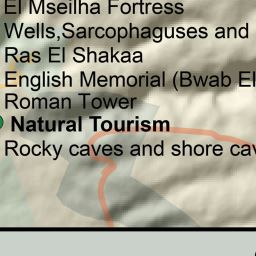 El Mseilha Fortress
Wells,Sarcophaguses and
Ras El Shakaa
English Memorial (Bwab El
Roman Tower
Natural Tourism
Rocky caves and shore cav